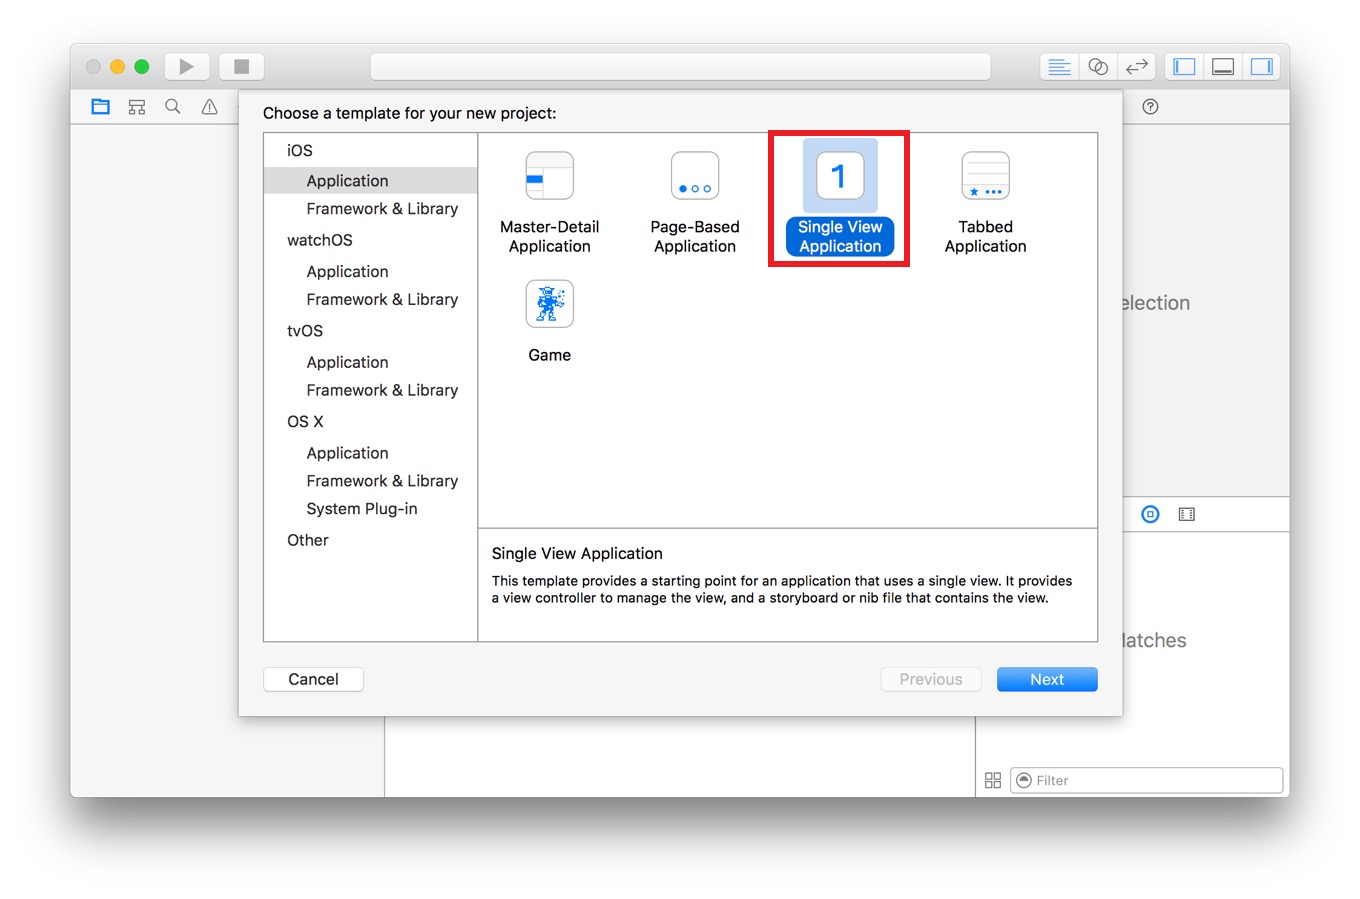 Choose a template for your new project:
iOS
Application
Framework & Library
watchOS
Application
Framework & Library
tvOS
Application
Framework & Library
OS X
Application
Framework & Library
System Plug-in
Other
Master-Detail
Application
Page-Based
Application
1
Single View
Application
Tabbed
Application
Game
Single View Application
This template provides a starting point for an application that uses a single view. It provides
a view controller to manage the view, and a storyboard or nib file that contains the view.
Cancel
Previous
Next
election
atches
Filter